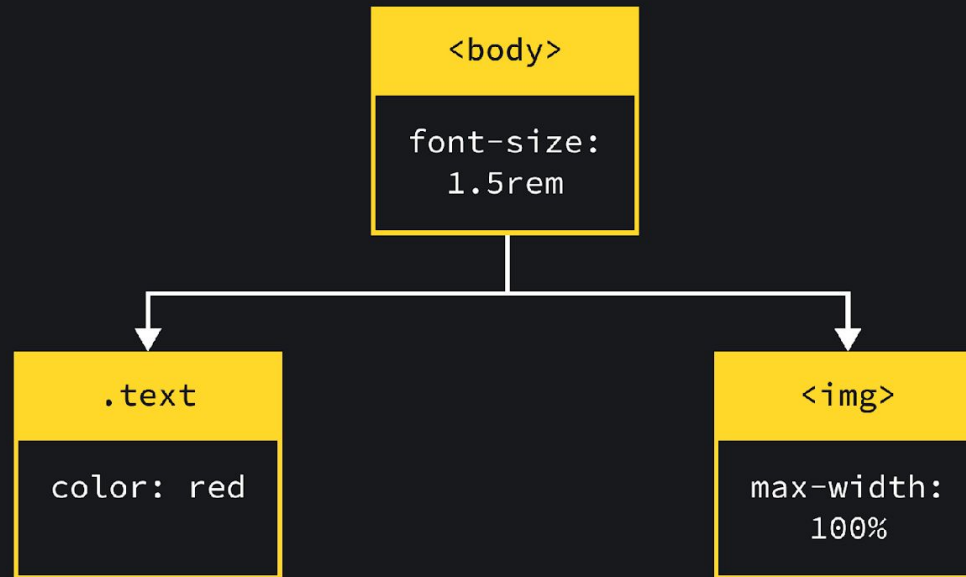 <body>
font-size:
1.5rem
.text
color: red
<img>
max-width:
100%